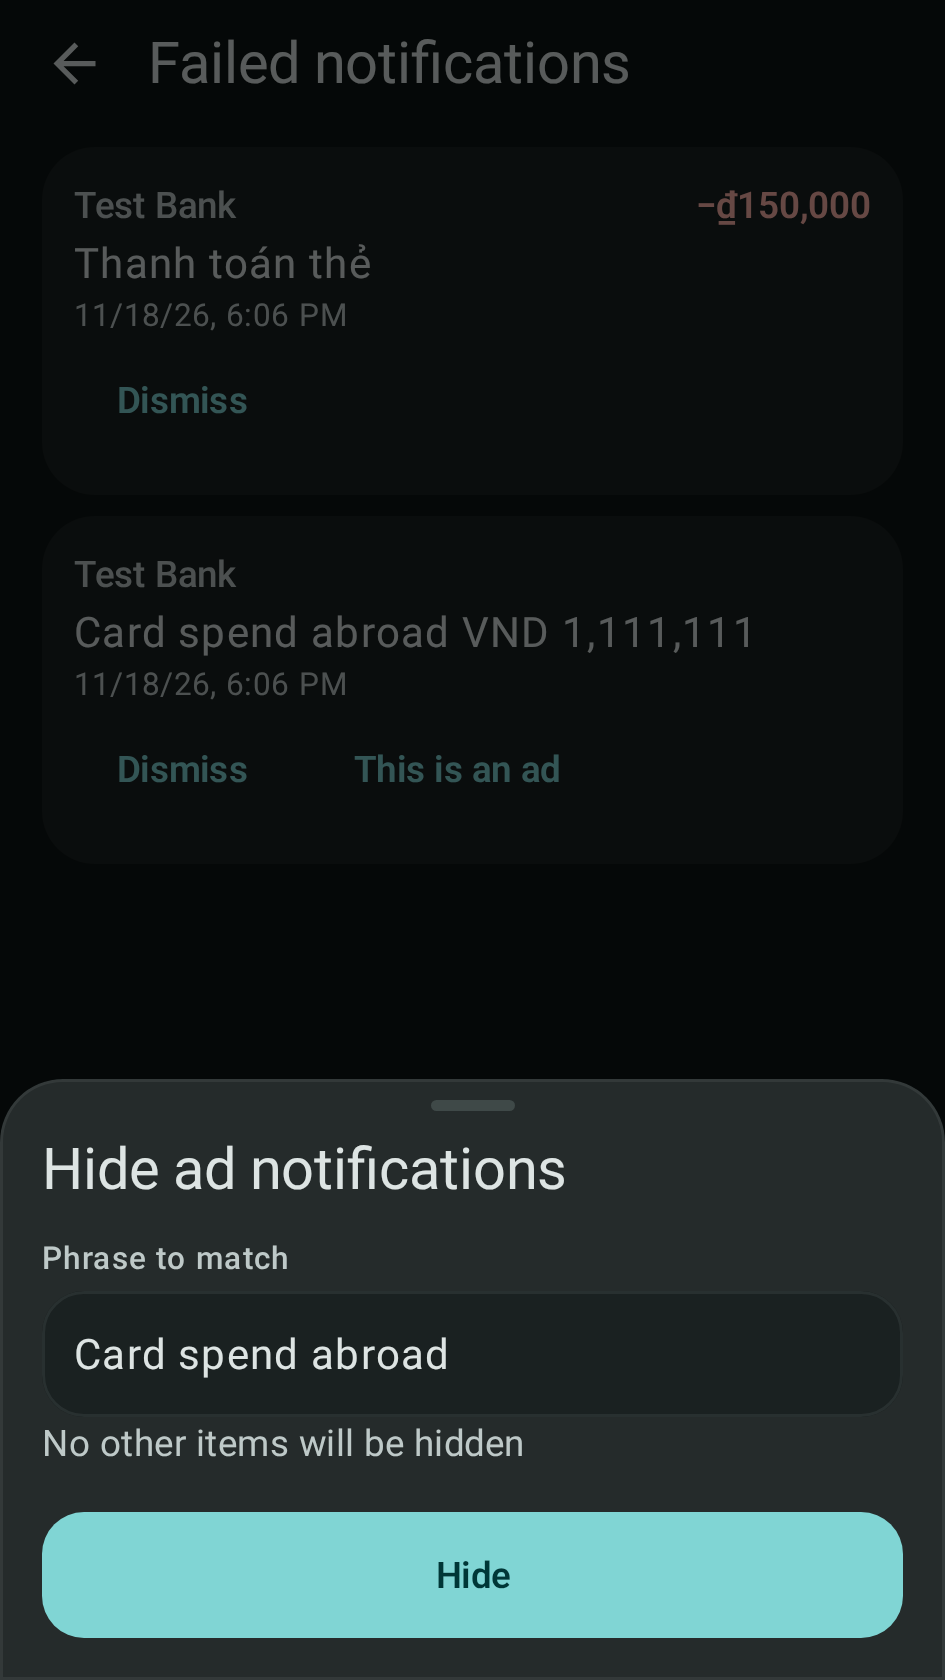 Failed notifications
Test Bank −₫150,000
Thanh toán thẻ
11/18/26, 6:06 PM
Dismiss
Test Bank
Card spend abroad VND 1,111,111
11/18/26, 6:06 PM
Dismiss This is an ad
Hide ad notifications
Phrase to match
Card spend abroad
No other items will be hidden
Hide